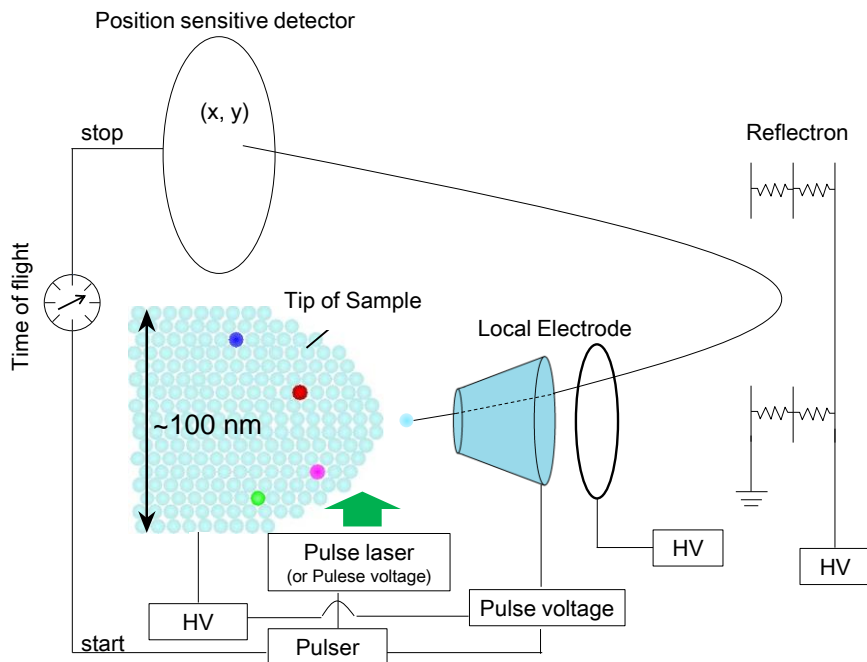 Position sensitive detector
(x, y)
stop
Reflectron
Time of flight
Tip of Sample
Local Electrode
~100 nm
Pulse laser
(or Pulese voltage)
HV
HV
HV
Pulse voltage
start
Pulser